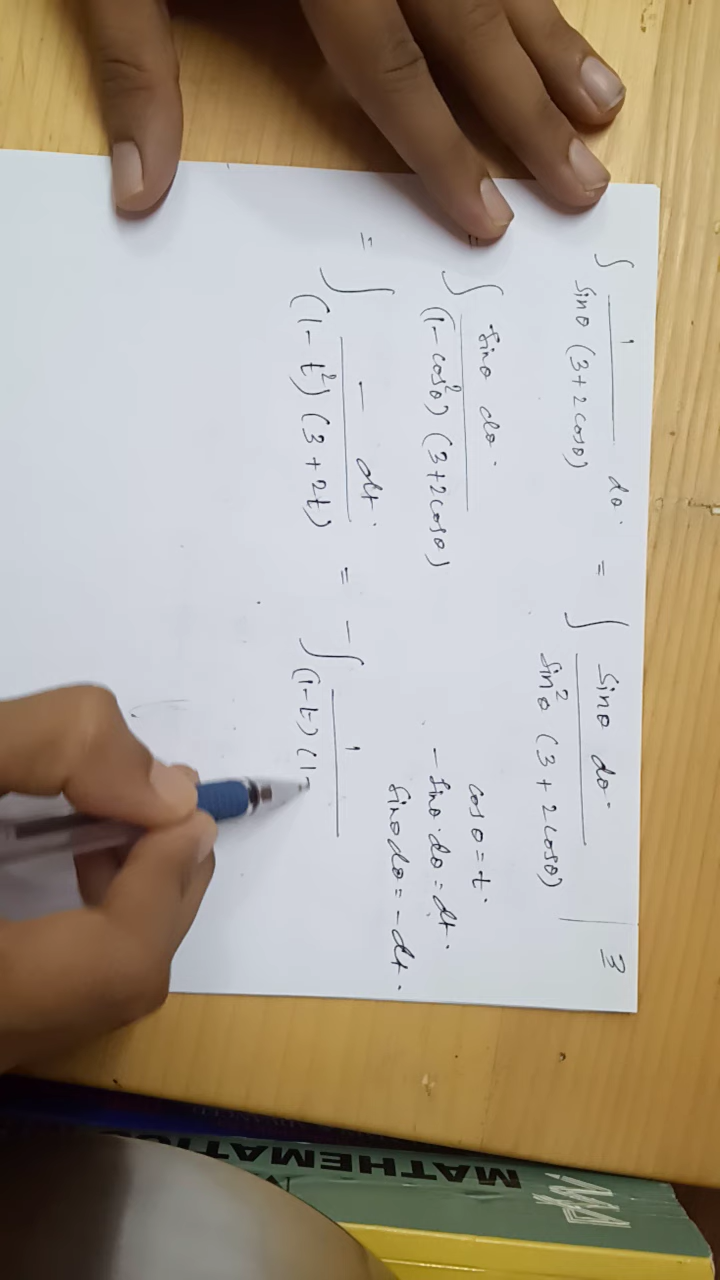 3
∫ 1 / sinθ (3+2cosθ) dθ. = ∫ sinθ dθ. / sin²θ (3+2cosθ)
= ∫ sinθ dθ. / (1-cos²θ) (3+2cosθ)
cosθ = t.
- sinθ. dθ = dt.
sinθ dθ = - dt.
= ∫ - dt. / (1-t²) (3+2t) = - ∫ 1 / (1-t) (1-
MATHEMATIC